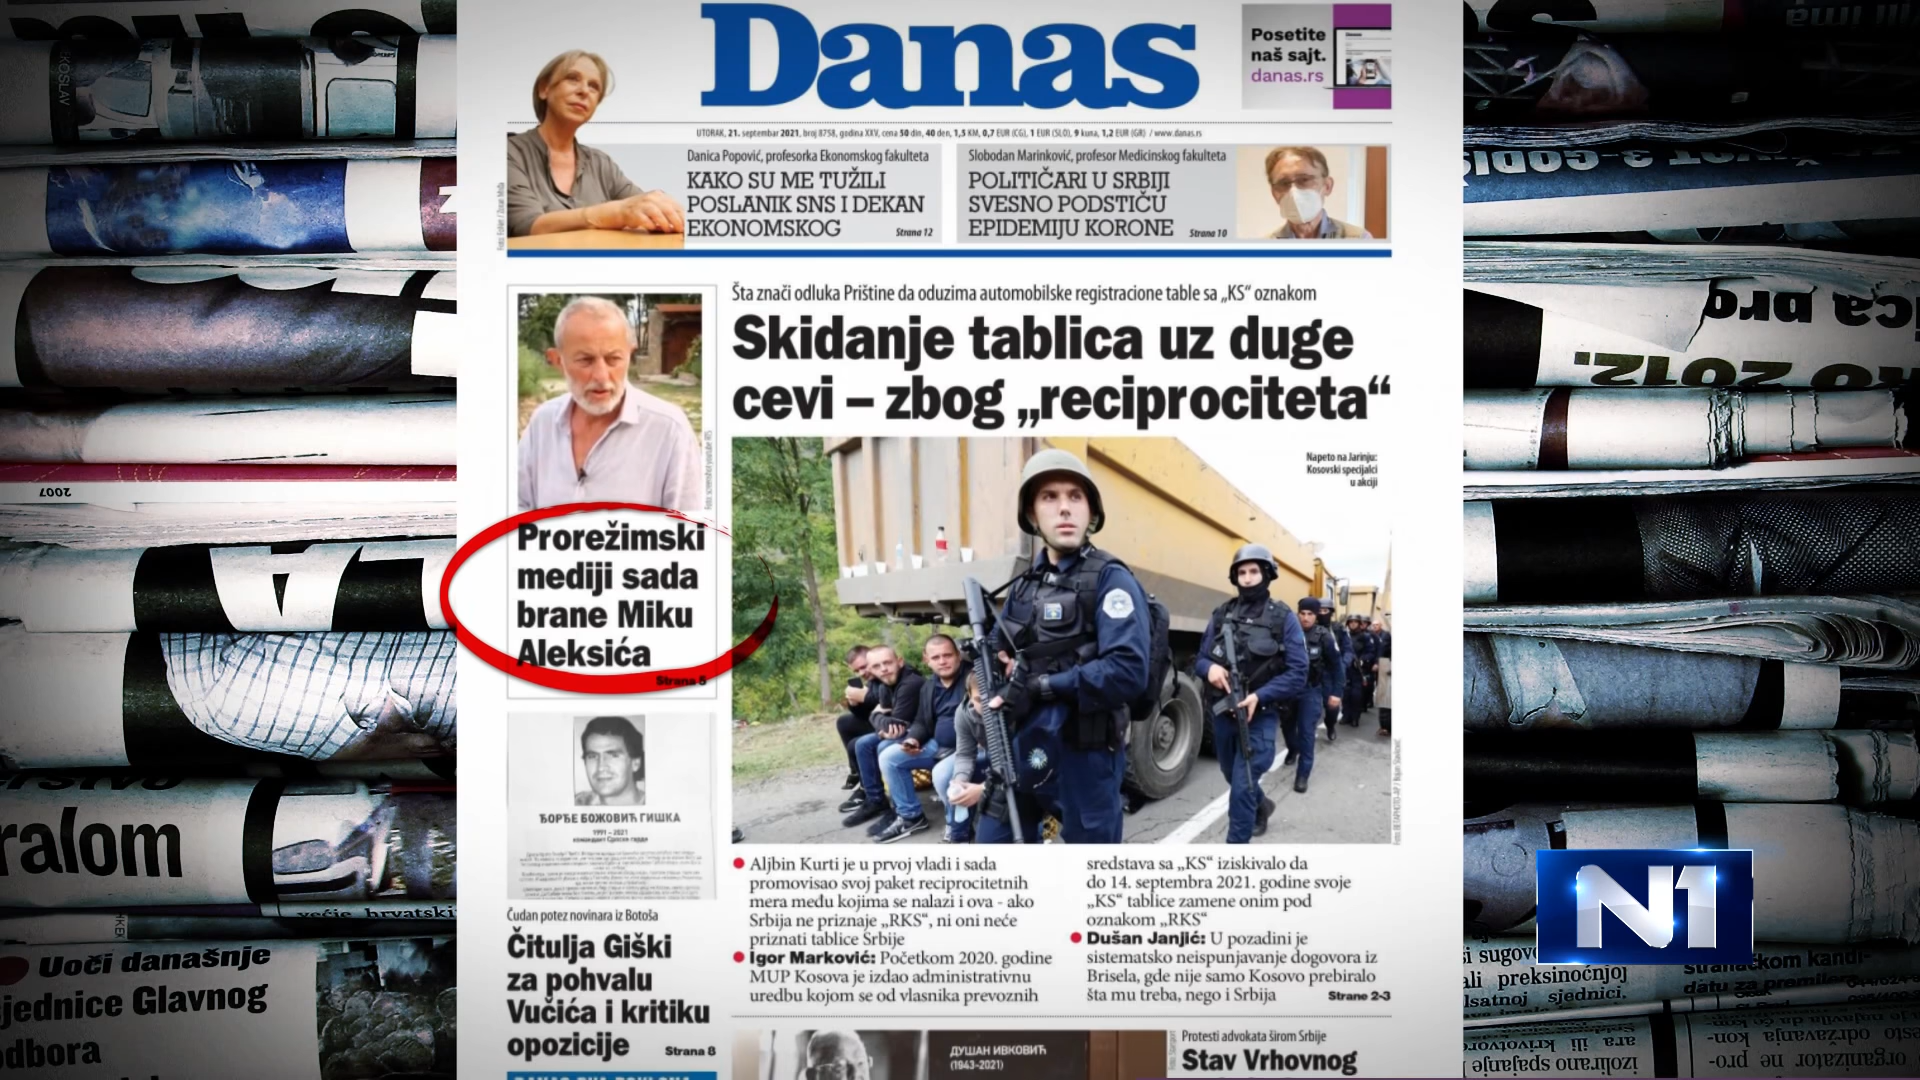 Danas
Posetite
naš sajt.
danas.rs
UTORAK, 21. septembar 2021, broj 8758, godina XXV, cena 50 din, 40 den, 1,5 KM, 0,7 EUR (CG), 1 EUR (SLO), 9 kuna, 1,2 EUR (GR) / www.danas.rs
Danica Popović, profesorka Ekonomskog fakulteta
KAKO SU ME TUŽILI
POSLANIK SNS I DEKAN
EKONOMSKOG
Strana 12
Slobodan Marinković, profesor Medicinskog fakulteta
POLITIČARI U SRBIJI
SVESNO PODSTIČU
EPIDEMIJU KORONE
Strana 10
Šta znači odluka Prištine da oduzima automobilske registracione table sa „KS“ oznakom
Skidanje tablica uz duge
cevi – zbog „reciprociteta“
Napeto na Jarinju:
Kosovski specijalci
u akciji
Prorežimski
mediji sada
brane Miku
Aleksića
Strana 5
ЂОРЂЕ БОЖОВИЋ ГИШКА
1991 – 2021
Čudan potez novinara iz Botoša
Čitulja Giški
za pohvalu
Vučića i kritiku
opozicije
Strana 8
Aljbin Kurti je u prvoj vladi i sada
promovisao svoj paket reciprocitetnih
mera među kojima se nalazi i ova - ako
Srbija ne priznaje „RKS“, ni oni neće
priznati tablice Srbije
Igor Marković: Početkom 2020. godine
MUP Kosova je izdao administrativnu
uredbu kojom se od vlasnika prevoznih
sredstava sa „KS“ iziskivalo da
do 14. septembra 2021. godine svoje
„KS“ tablice zamene onim pod
oznakom „RKS“
Dušan Janjić: U pozadini je
sistematsko neispunjavanje dogovora iz
Brisela, gde nije samo Kosovo prebiralo
šta mu treba, nego i Srbija
Strane 2-3
ДУШАН ИВКОВИЋ
(1943-2021)
Protesti advokata širom Srbije
Stav Vrhovnog
N1
2007
ralom
više hrvatski
Uoči današnje
jednice Glavnog
odbora
2012.
preksinoćnjoj
sjednici.